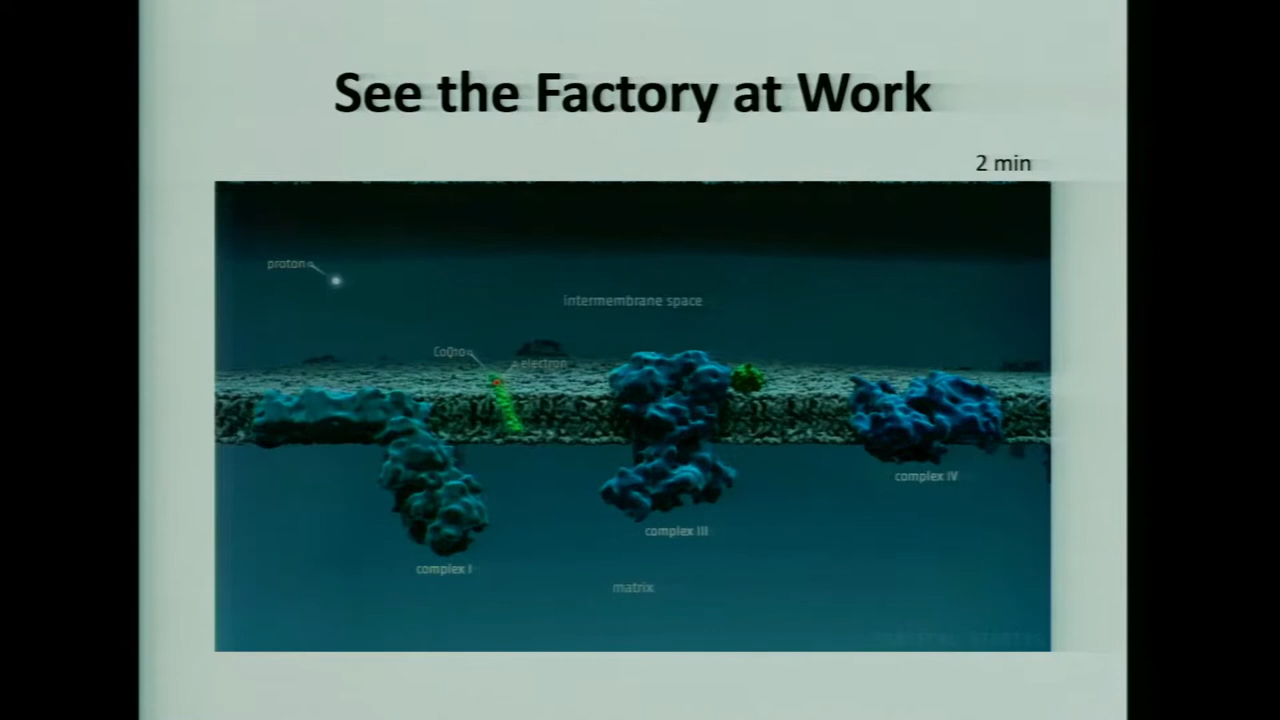 See the Factory at Work
2 min
proton
intermembrane space
CoQ10
electron
complex IV
complex III
complex I
matrix